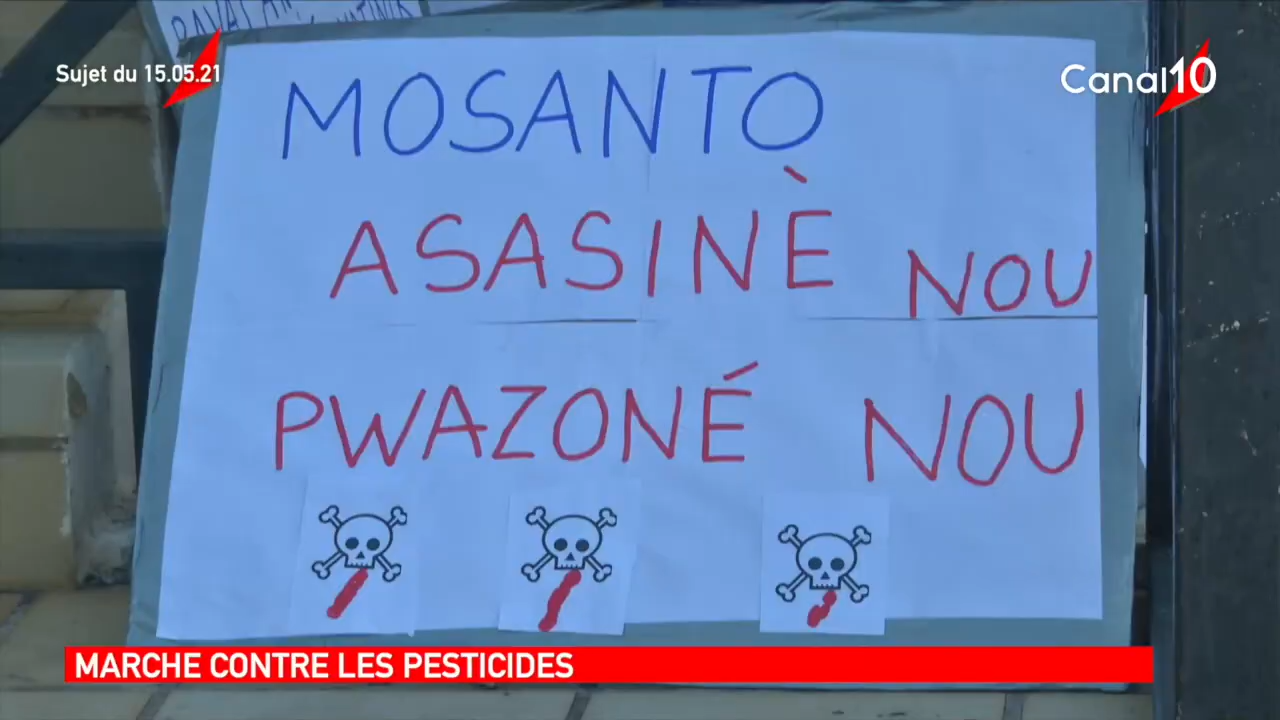 Sujet du 15.05.21
Canal10
MOSANTO
ASASINÈ NOU
PWAZONÉ NOU
MARCHE CONTRE LES PESTICIDES